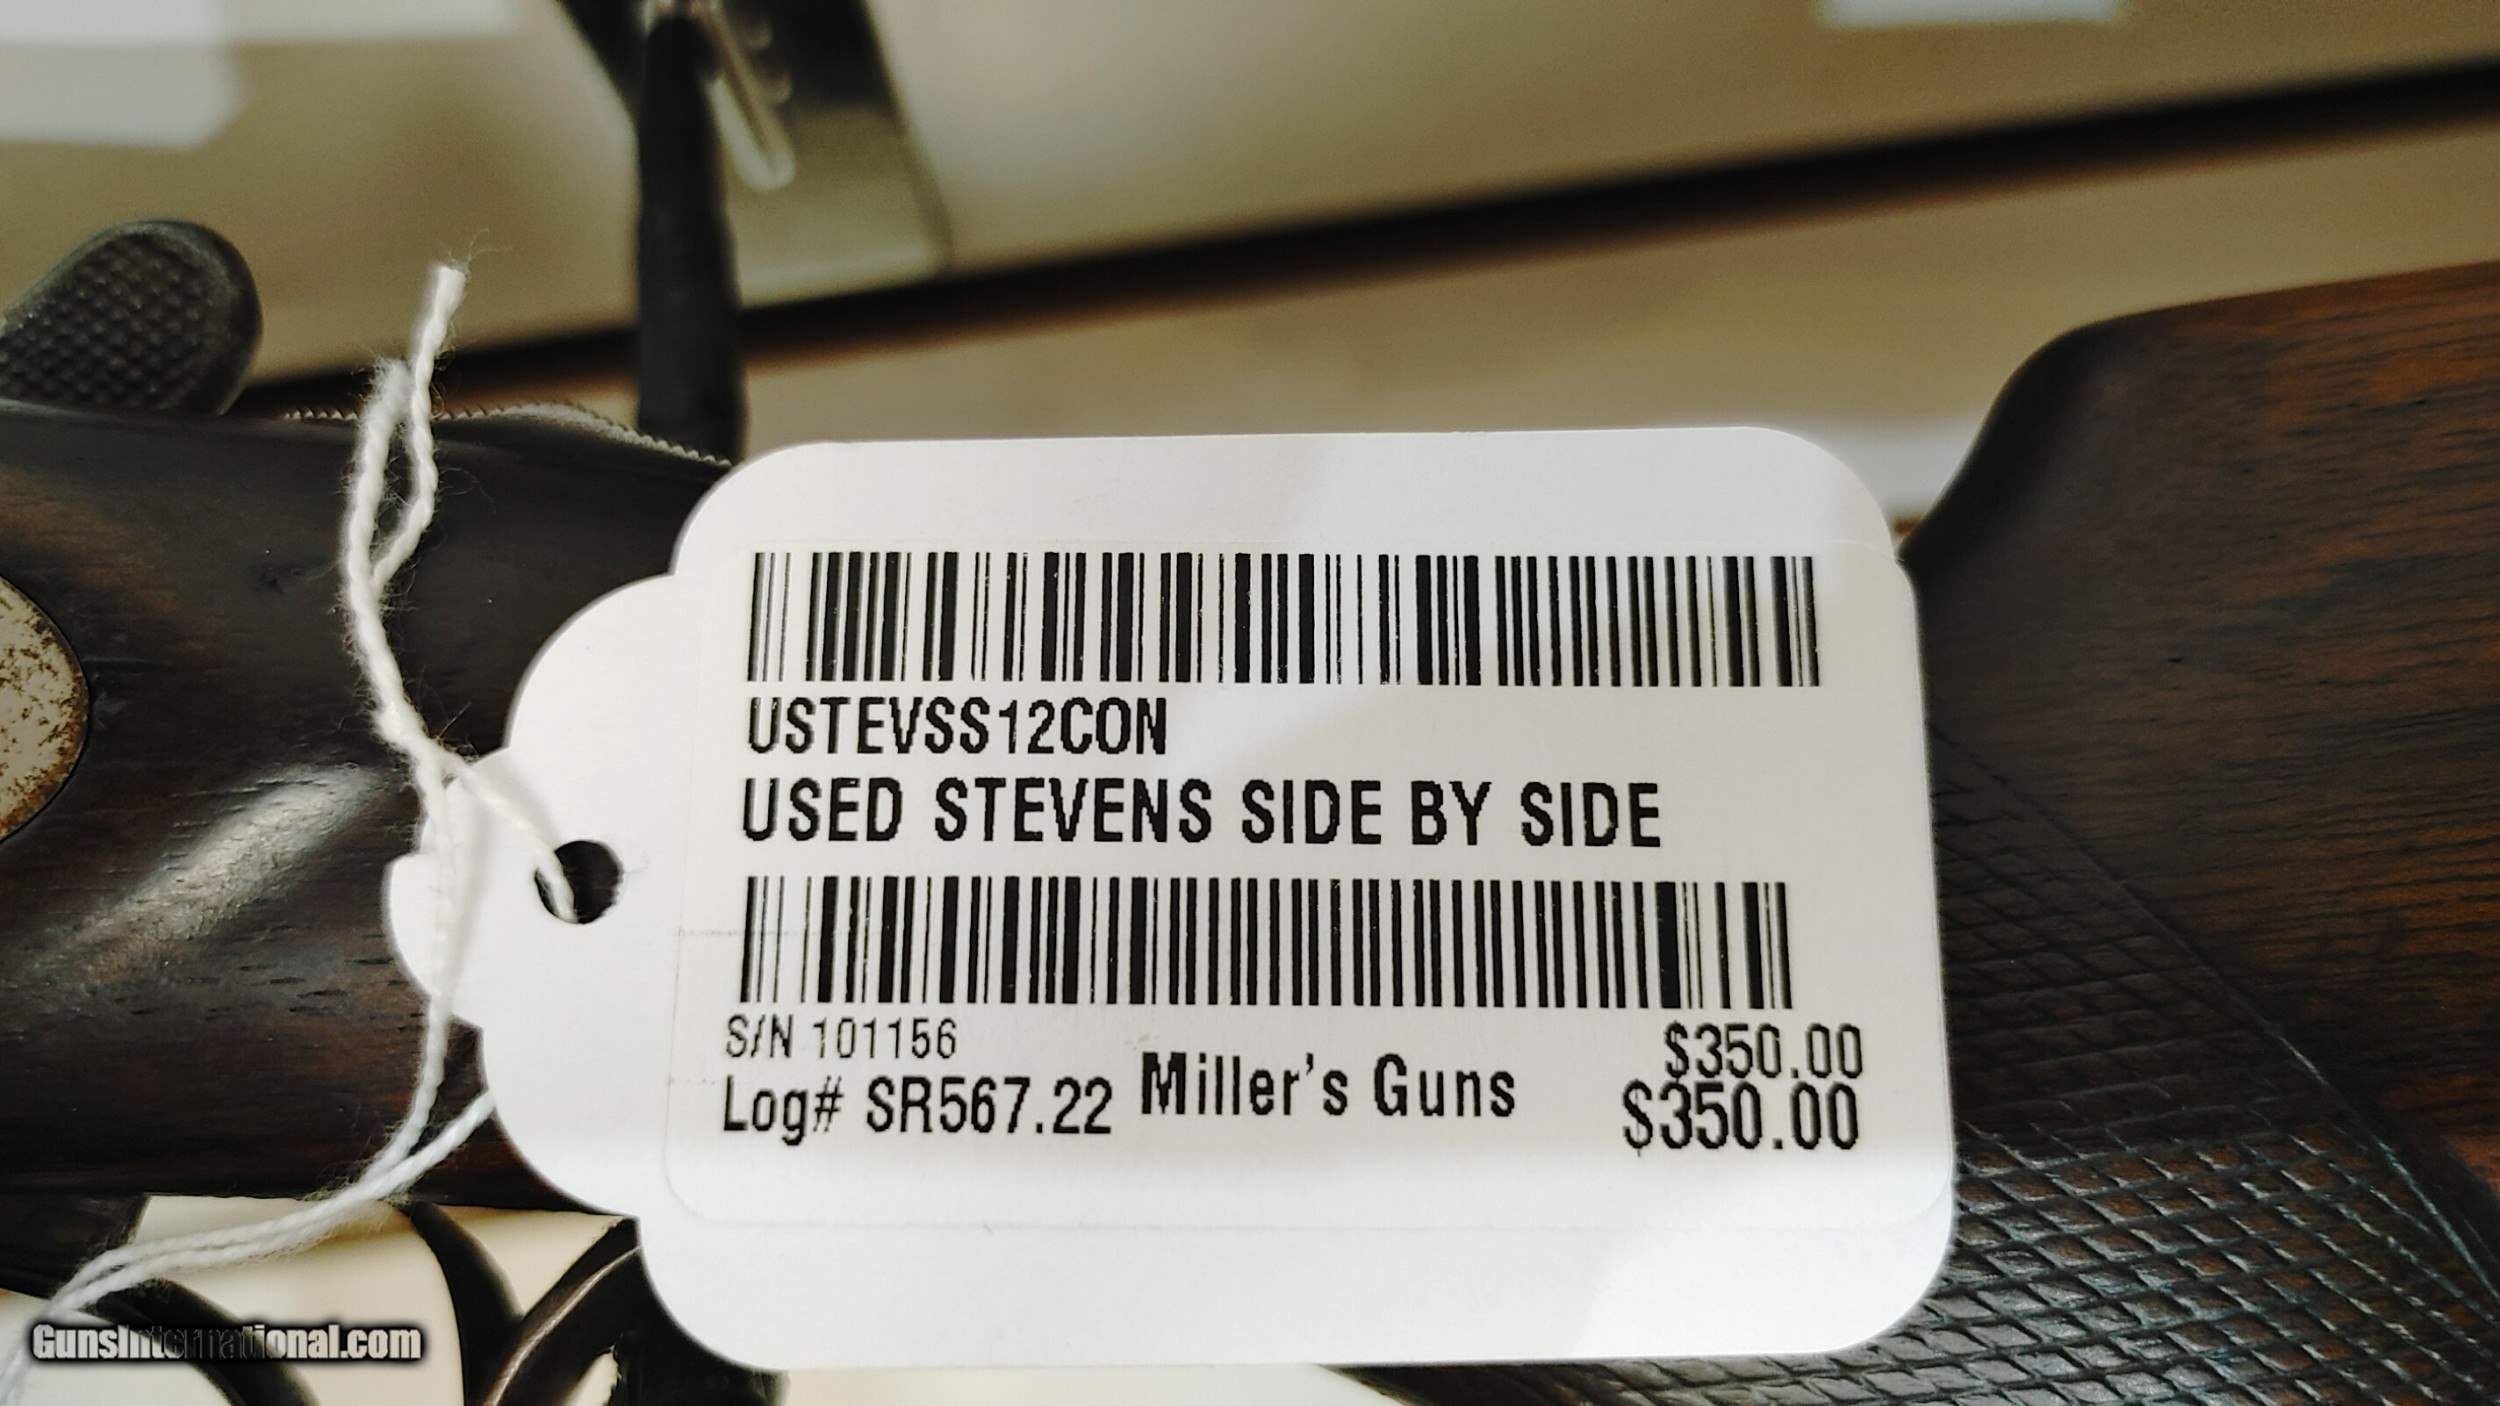 USTEVSS12CON
USED STEVENS SIDE BY SIDE
S/N 101156
$350.00
Log# SR567.22
Miller's Guns
$350.00
GunsInternational.com